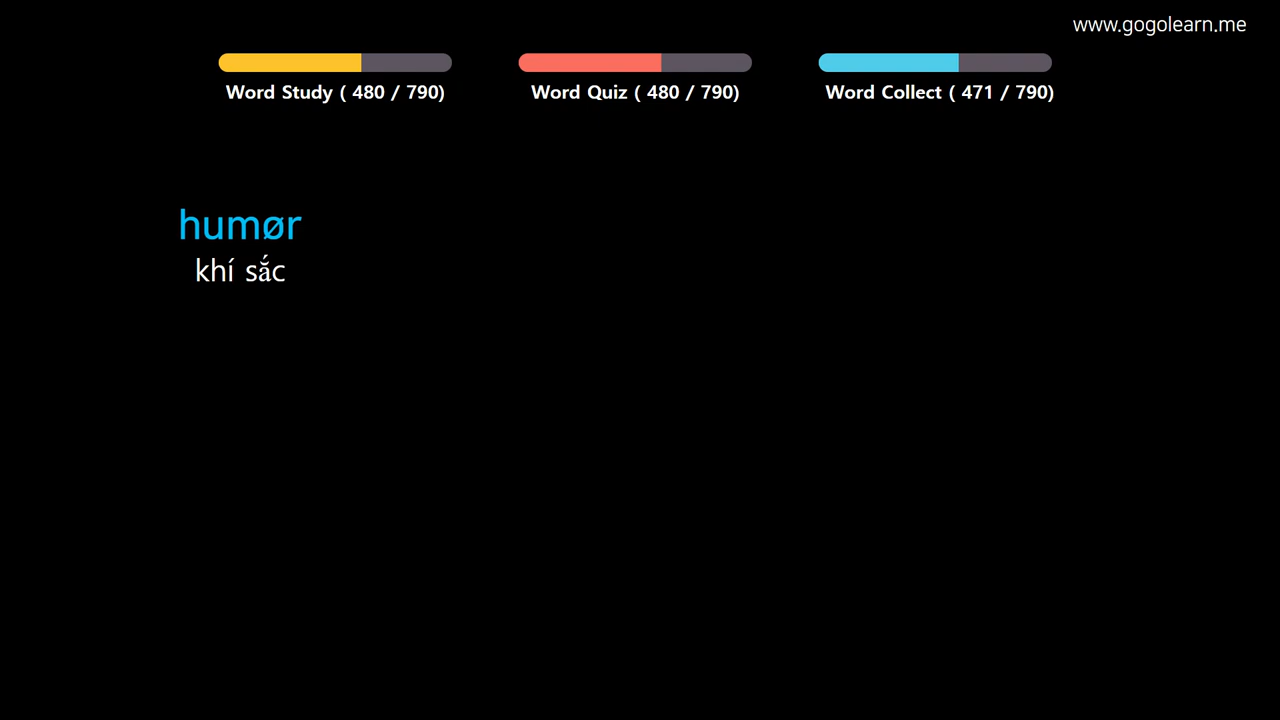 www.gogolearn.me
Word Study ( 480 / 790)
Word Quiz ( 480 / 790)
Word Collect ( 471 / 790)
humør
khí sắc